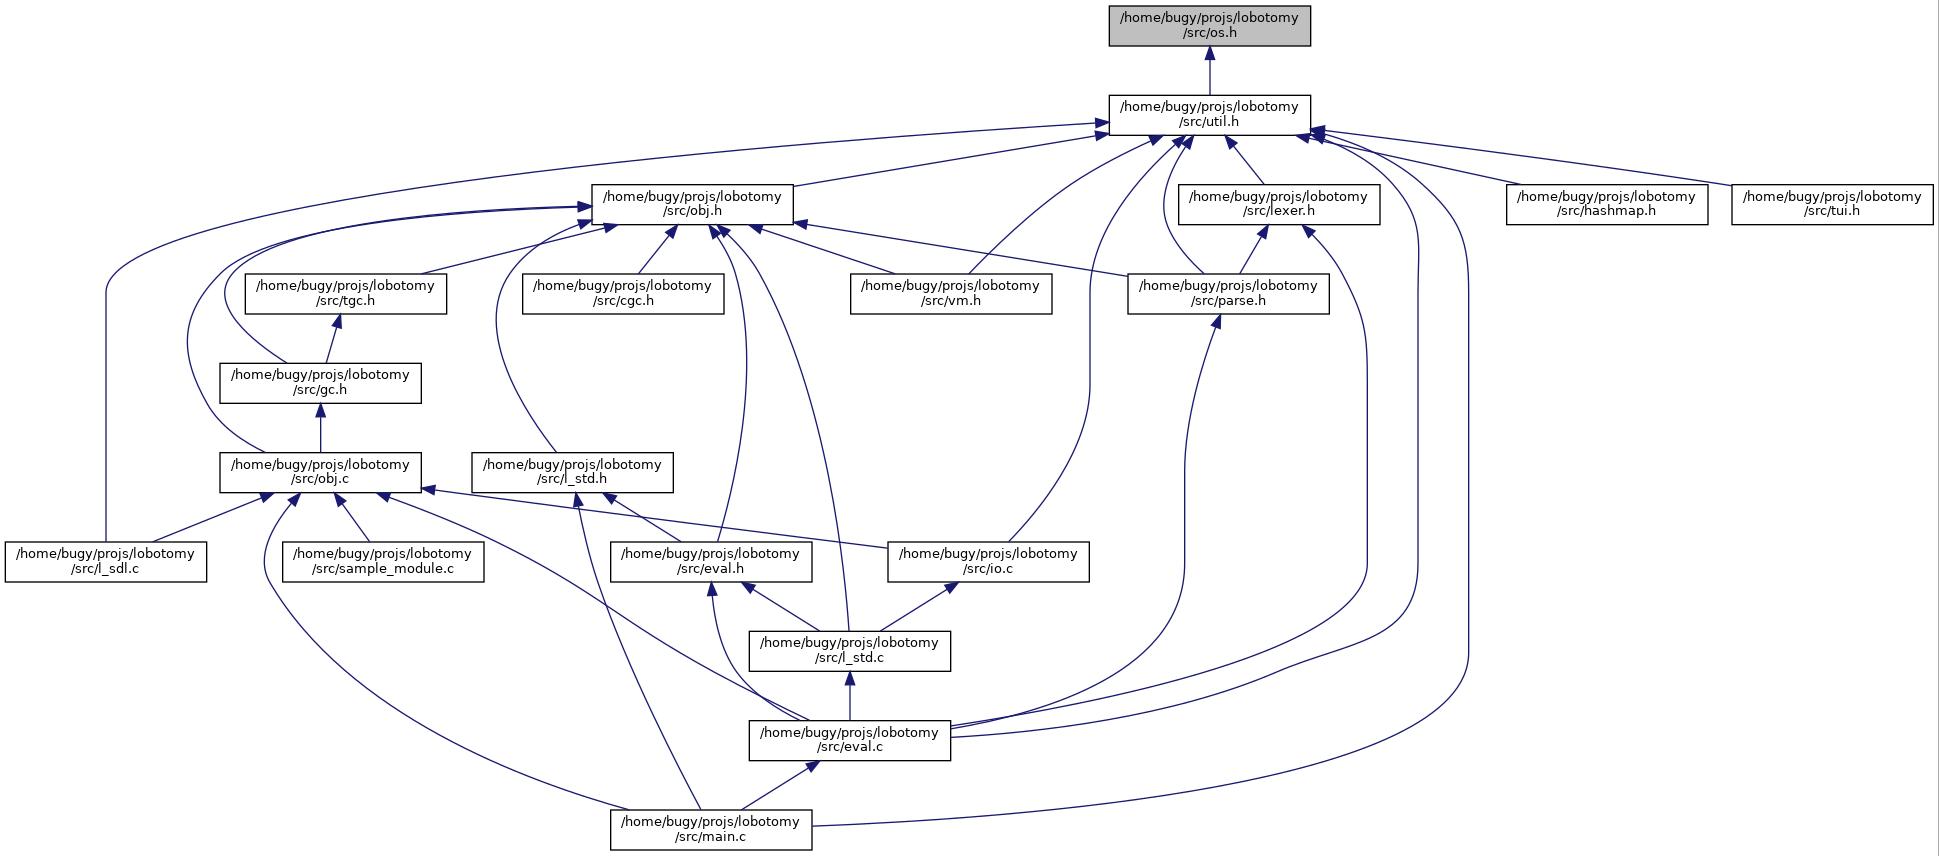 /home/bugy/projs/lobotomy
/src/os.h
/home/bugy/projs/lobotomy
/src/util.h
/home/bugy/projs/lobotomy
/src/obj.h
/home/bugy/projs/lobotomy
/src/lexer.h
/home/bugy/projs/lobotomy
/src/hashmap.h
/home/bugy/projs/lobotomy
/src/tui.h
/home/bugy/projs/lobotomy
/src/tgc.h
/home/bugy/projs/lobotomy
/src/cgc.h
/home/bugy/projs/lobotomy
/src/vm.h
/home/bugy/projs/lobotomy
/src/parse.h
/home/bugy/projs/lobotomy
/src/gc.h
/home/bugy/projs/lobotomy
/src/obj.c
/home/bugy/projs/lobotomy
/src/l_std.h
/home/bugy/projs/lobotomy
/src/l_sdl.c
/home/bugy/projs/lobotomy
/src/sample_module.c
/home/bugy/projs/lobotomy
/src/eval.h
/home/bugy/projs/lobotomy
/src/io.c
/home/bugy/projs/lobotomy
/src/l_std.c
/home/bugy/projs/lobotomy
/src/eval.c
/home/bugy/projs/lobotomy
/src/main.c